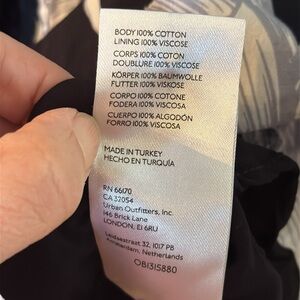 BODY 100% COTTON
LINING 100% VISCOSE
CORPS 100% COTON
DOUBLURE 100% VISCOSE
KÖRPER 100% BAUMWOLLE
FUTTER 100% VISKOSE
CORPO 100% COTONE
FODERA 100% VISCOSA
CUERPO 100% ALGODÓN
FORRO 100% VISCOSA
MADE IN TURKEY
HECHO EN TURQUÍA
RN 66170
CA 32054
Urban Outfitters, Inc.
146 Brick Lane
LONDON, E1 6RU
Leidsestraat 32, 1017 PB
Amsterdam, Netherlands
OB1315880